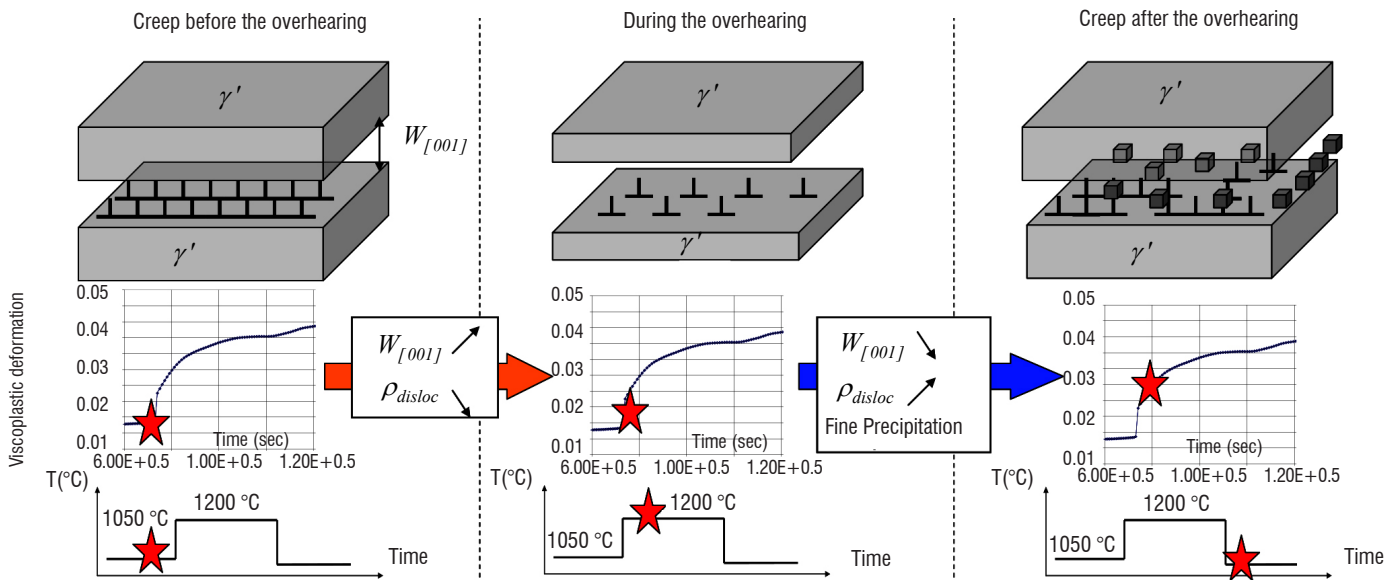 Creep before the overhearing
During the overhearing
Creep after the overhearing
γ'
W[001]
γ'
γ'
γ'
γ'
γ'
Viscoplastic deformation
0.05
0.04
0.03
0.02
0.01
Time (sec)
6.00E+0.5 1.00E+0.5 1.20E+0.5
W[001]
ρdisloc
0.05
0.04
0.03
0.02
0.01
Time (sec)
6.00E+0.5 1.00E+0.5 1.20E+0.5
W[001]
ρdisloc
Fine Precipitation
0.05
0.04
0.03
0.02
0.01
Time (sec)
6.00E+0.5 1.00E+0.5 1.20E+0.5
T(°C)
1200 °C
1050 °C
Time
T(°C)
1200 °C
1050 °C
Time
T(°C)
1200 °C
1050 °C
Time